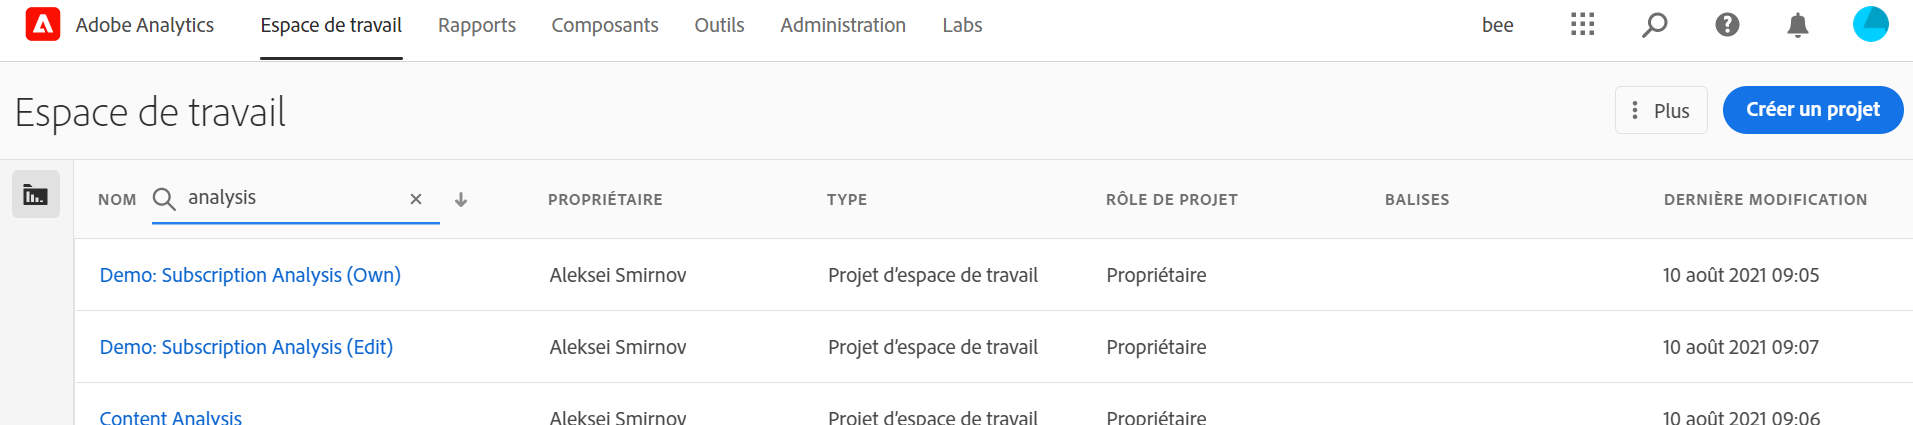 Adobe Analytics Espace de travail Rapports Composants Outils Administration Labs bee
Espace de travail Plus Créer un projet
NOM analysis PROPRIÉTAIRE TYPE RÔLE DE PROJET BALISES DERNIÈRE MODIFICATION
Demo: Subscription Analysis (Own) Aleksei Smirnov Projet d’espace de travail Propriétaire 10 août 2021 09:05
Demo: Subscription Analysis (Edit) Aleksei Smirnov Projet d’espace de travail Propriétaire 10 août 2021 09:07
Content Analysis Aleksei Smirnov Projet d’espace de travail Propriétaire 10 août 2021 09:06